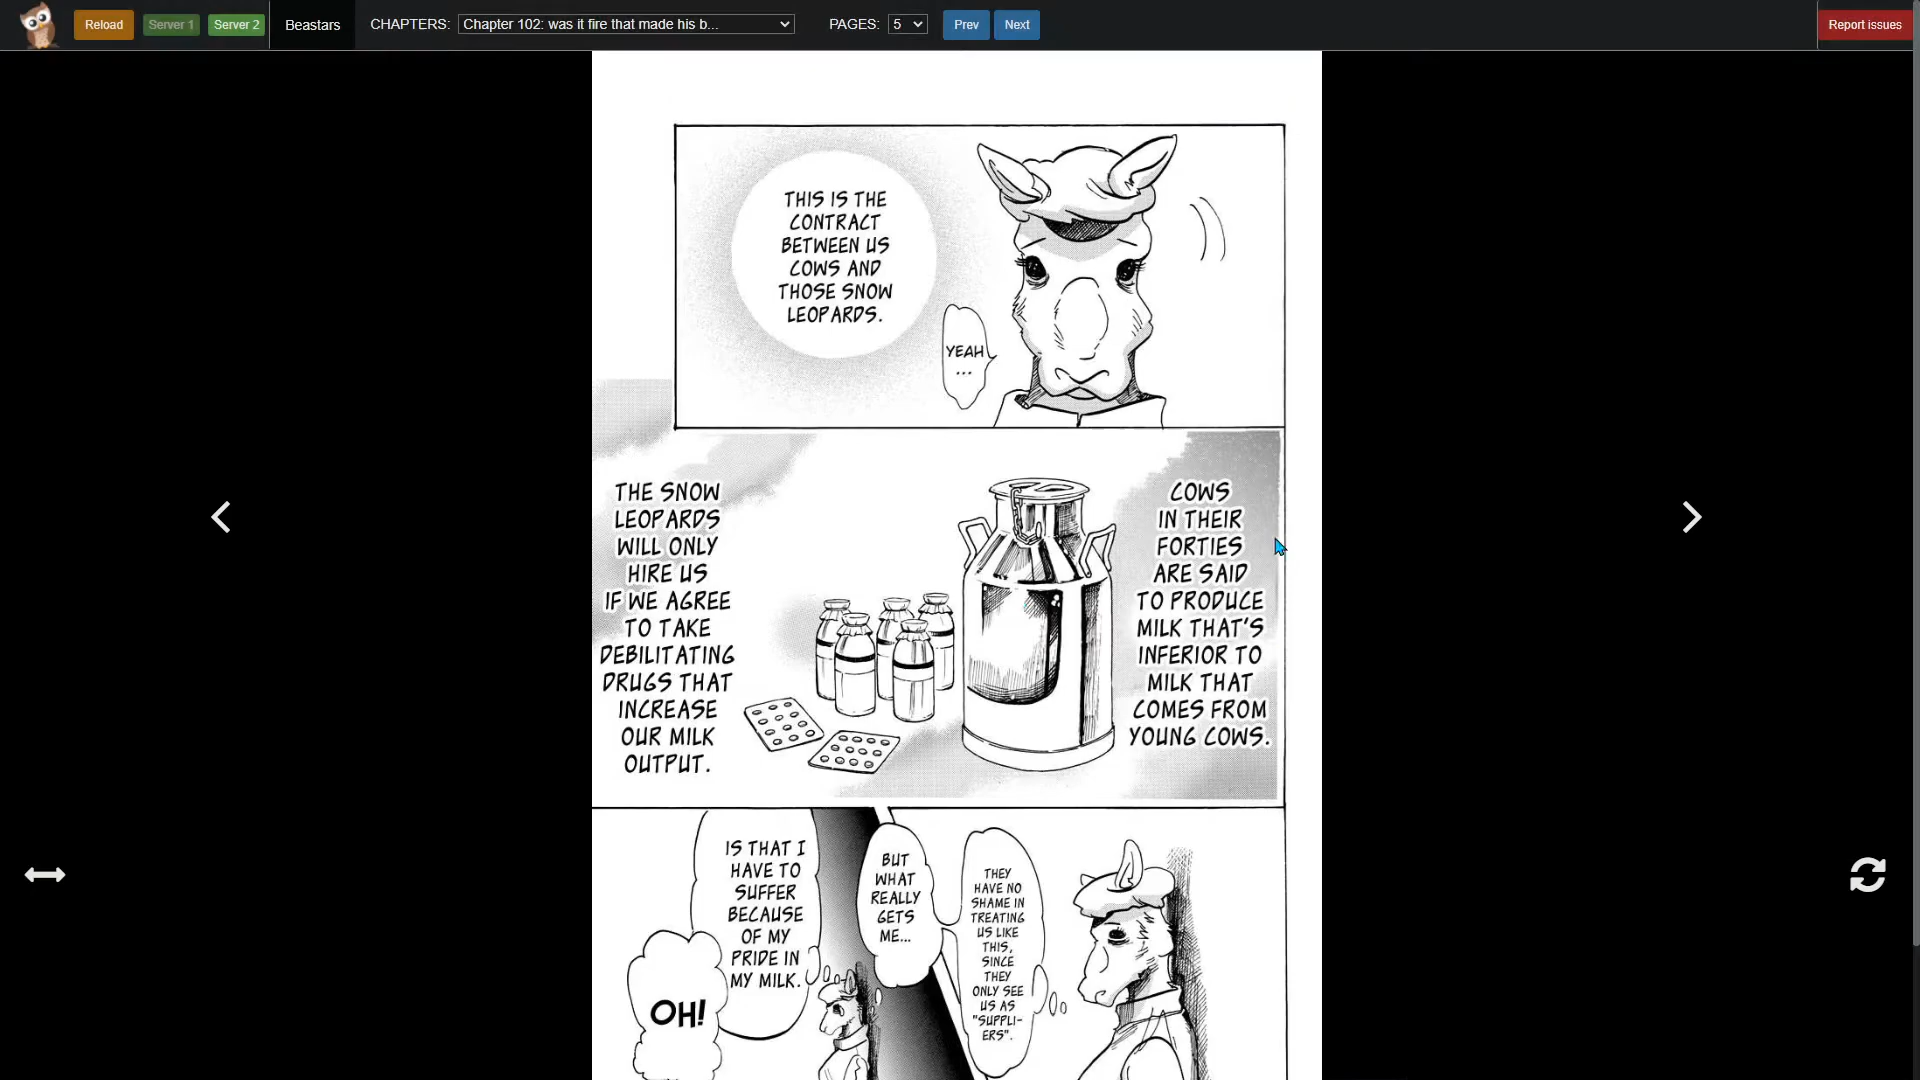 Reload
Server 1
Server 2
Beastars
CHAPTERS:
Chapter 102: was it fire that made his b...
PAGES:
5
Prev
Next
Report issues
THIS IS THE
CONTRACT
BETWEEN US
COWS AND
THOSE SNOW
LEOPARDS.
YEAH
...
COWS
IN THEIR
FORTIES
ARE SAID
TO PRODUCE
MILK THAT'S
INFERIOR TO
MILK THAT
COMES FROM
YOUNG COWS.
THE SNOW
LEOPARDS
WILL ONLY
HIRE US
IF WE AGREE
TO TAKE
DEBILITATING
DRUGS THAT
INCREASE
OUR MILK
OUTPUT.
THEY
HAVE NO
SHAME IN
TREATING
US LIKE
THIS,
SINCE
THEY
ONLY SEE
US AS
"SUPPLI-
ERS".
BUT
WHAT
REALLY
GETS
ME...
IS THAT I
HAVE TO
SUFFER
BECAUSE
OF MY
PRIDE IN
MY MILK.
OH!